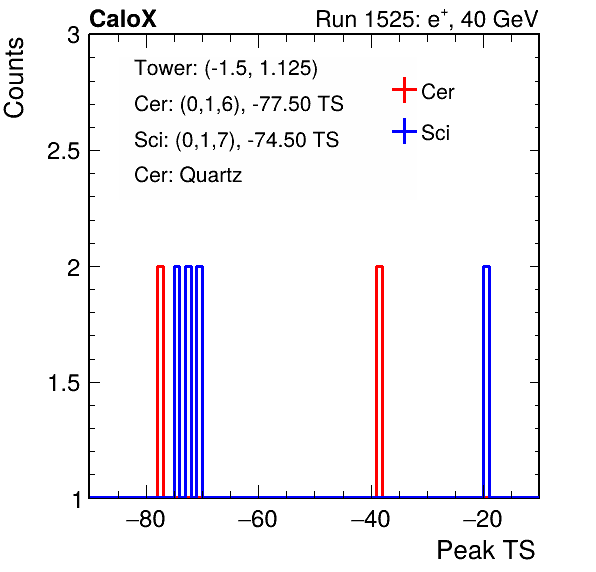 CaloX Run 1525: e+, 40 GeV
Counts
3
Tower: (-1.5, 1.125)
Cer: (0,1,6), -77.50 TS
Sci: (0,1,7), -74.50 TS
Cer: Quartz
Cer
Sci
2.5
2
1.5
1
−80 −60 −40 −20
Peak TS